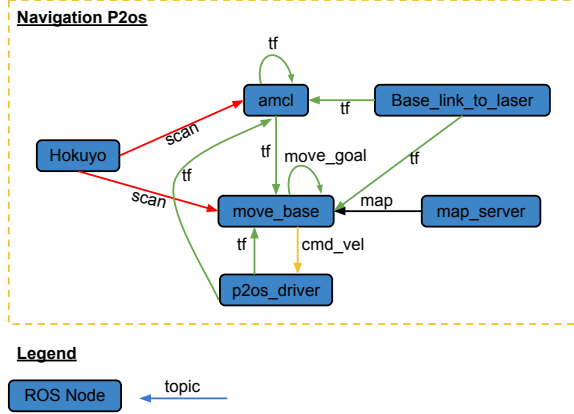 Navigation P2os
tf
amcl
Base_link_to_laser
tf
scan
Hokuyo
tf
tf
move_goal
tf
scan
move_base
map
map_server
tf
cmd_vel
p2os_driver
Legend
ROS Node
topic